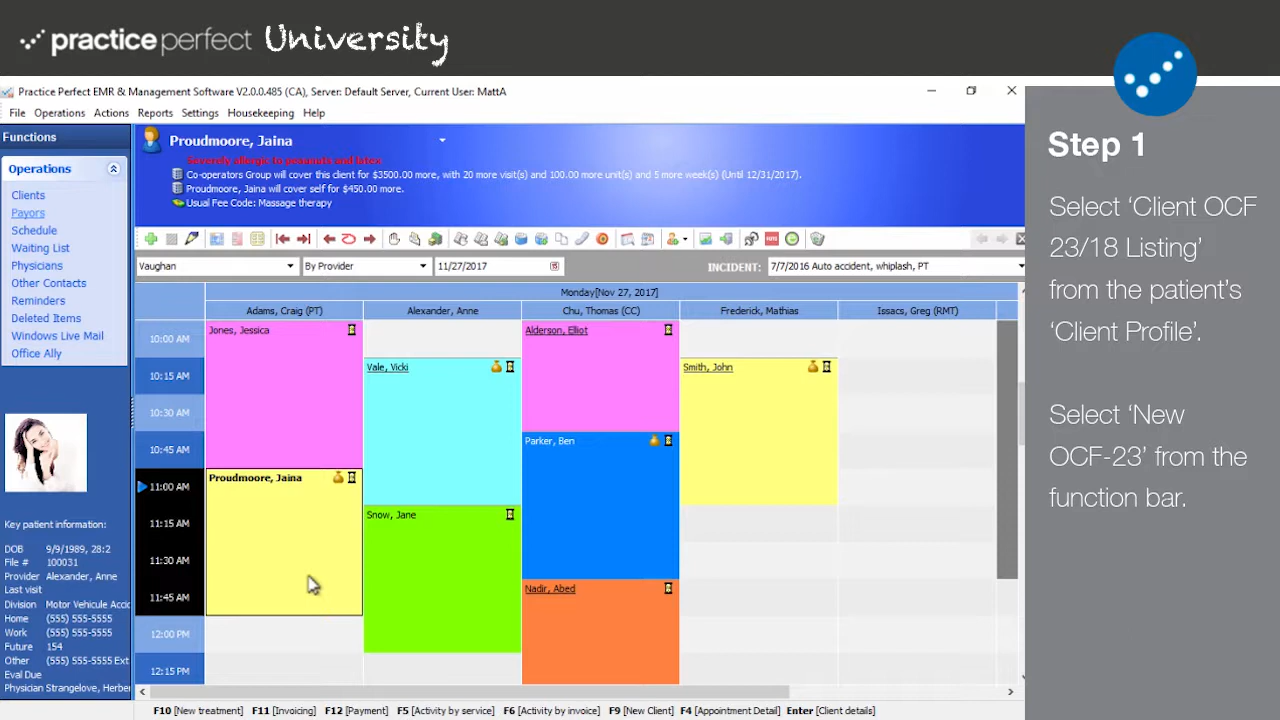 practiceperfect University
Practice Perfect EMR & Management Software V2.0.0.485 (CA), Server: Default Server, Current User: MattA
File Operations Actions Reports Settings Housekeeping Help
Functions
Operations
Clients
Payors
Schedule
Waiting List
Physicians
Other Contacts
Reminders
Deleted Items
Windows Live Mail
Office Ally
Key patient information:
DOB 9/9/1989, 28:2
File # 100031
Provider Alexander, Anne
Last visit
Division Motor Vehicule Accid
Home (555) 555-5555
Work (555) 555-5555
Future 154
Other (555) 555-5555 Ext
Eval Due
Physician Strangelove, Herber
Proudmoore, Jaina
Severely allergic to peanuts and latex
Co-operators Group will cover this client for $3500.00 more, with 20 more visit(s) and 100.00 more unit(s) and 5 more week(s) (Until 12/31/2017).
Proudmoore, Jaina will cover self for $450.00 more.
Usual Fee Code: Massage therapy
Vaughan By Provider 11/27/2017 INCIDENT: 7/7/2016 Auto accident, whiplash, PT
Monday[Nov 27, 2017]
Adams, Craig (PT) Alexander, Anne Chu, Thomas (CC) Frederick, Mathias Issacs, Greg (RMT)
10:00 AM Jones, Jessica Alderson, Elliot
10:15 AM Vale, Vicki Smith, John
10:30 AM
10:45 AM Parker, Ben
11:00 AM Proudmoore, Jaina
11:15 AM Snow, Jane
11:30 AM
11:45 AM Nadir, Abed
12:00 PM
12:15 PM
F10 [New treatment] F11 [Invoicing] F12 [Payment] F5 [Activity by service] F6 [Activity by invoice] F9 [New Client] F4 [Appointment Detail] Enter [Client details]
Step 1
Select ‘Client OCF
23/18 Listing’
from the patient’s
‘Client Profile’.
Select ‘New
OCF-23’ from the
function bar.